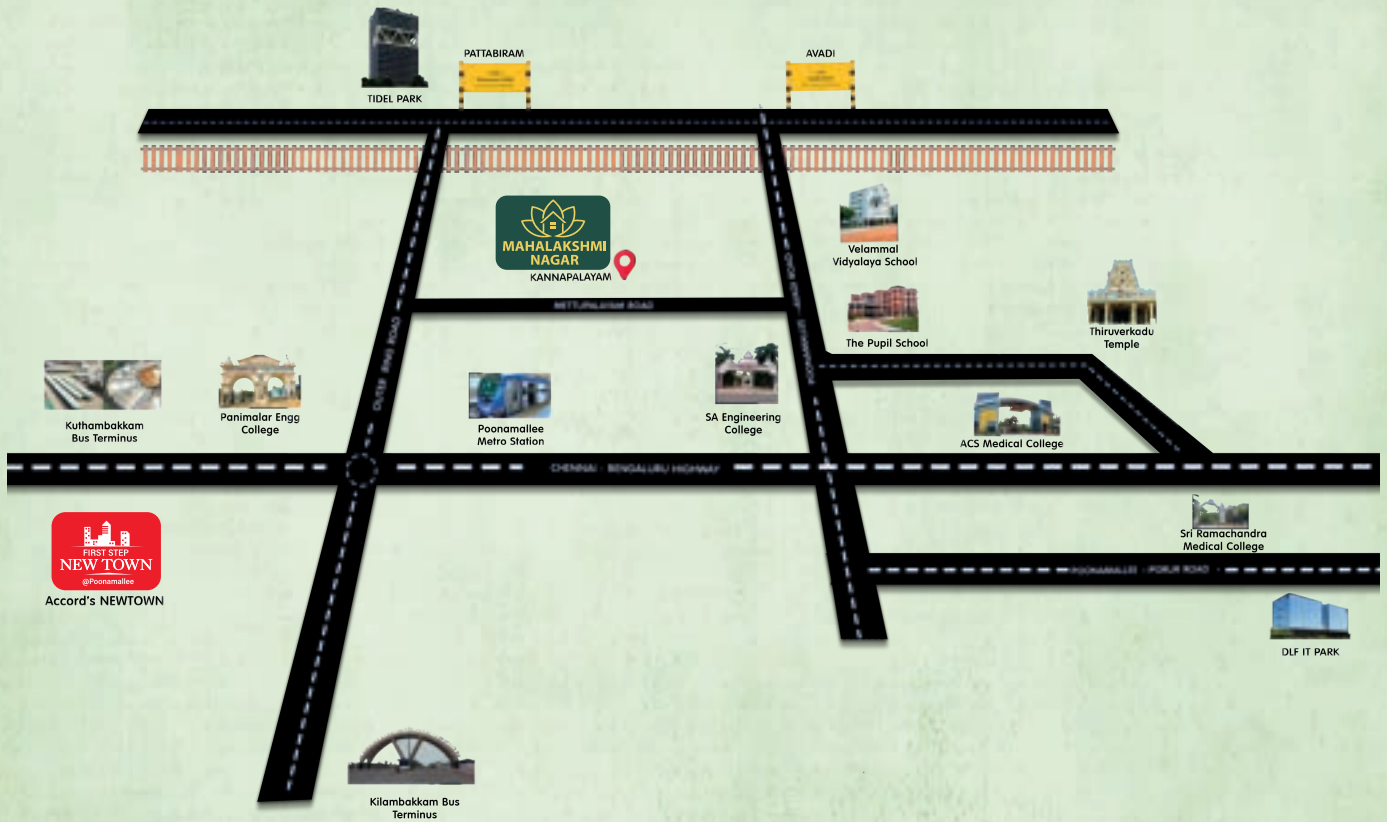 PATTABIRAM
AVADI
TIDEL PARK
MAHALAKSHMI
NAGAR
KANNAPALAYAM
Velammal
Vidyalaya School
METTUPALAYAM ROAD
OUTER RING ROAD
The Pupil School
Thiruverkadu
Temple
Kuthambakkam
Bus Terminus
Panimalar Engg
College
Poonamallee
Metro Station
SA Engineering
College
ACS Medical College
CHENNAI - BENGALURU HIGHWAY
FIRST STEP
NEW TOWN
@Poonamallee
Accord's NEWTOWN
Sri Ramachandra
Medical College
POONAMALLEE - PORUR ROAD
DLF IT PARK
Kilambakkam Bus
Terminus